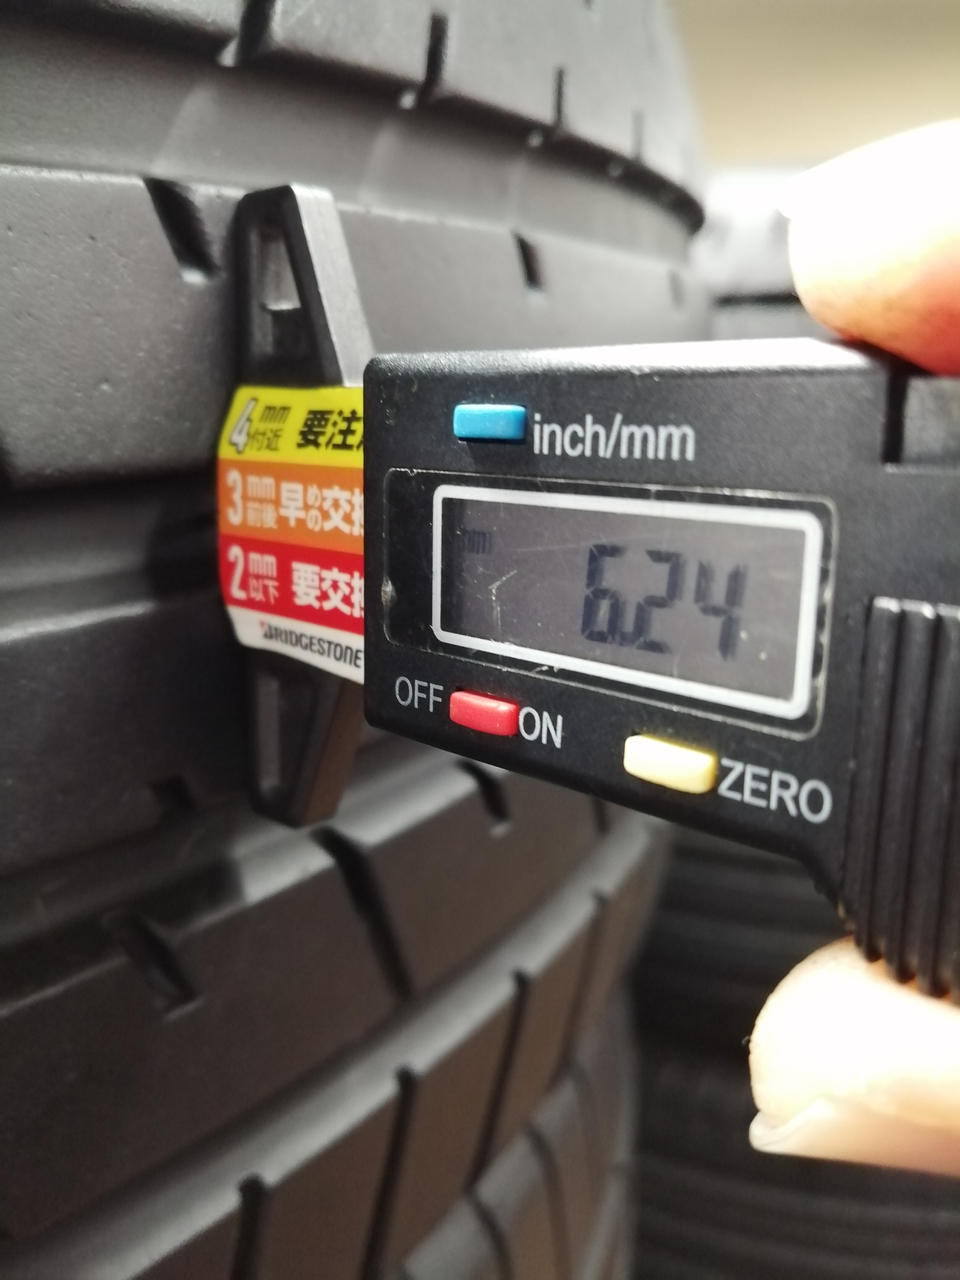 4mm付近 要注
3mm前後 早めの交
2mm以下 要交
BRIDGESTONE
inch/mm
mm
6.24
OFF ON
ZERO